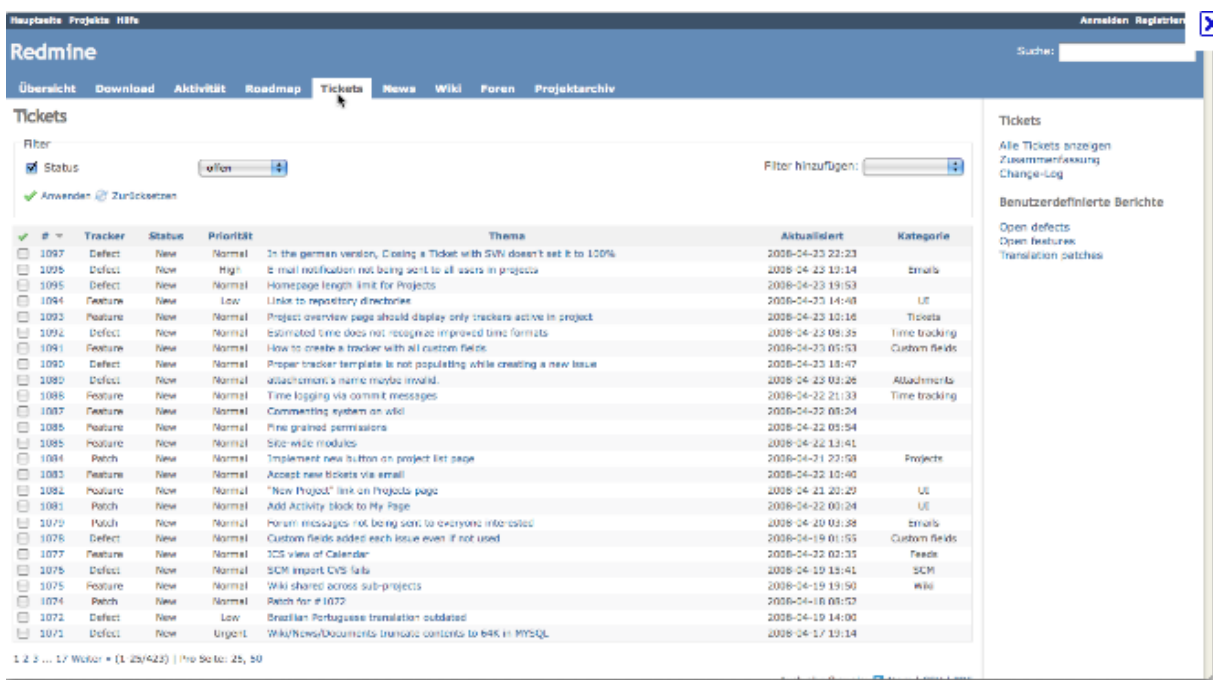 Hauptseite Projekte Hilfe Anmelden Registrieren
Redmine Suche:
Übersicht Download Aktivität Roadmap Tickets News Wiki Foren Projektarchiv
Tickets
Filter
Status offen Filter hinzufügen:
Anwenden Zurücksetzen
# Tracker Status Priorität Thema Aktualisiert Kategorie
1097 Defect New Normal In the german version, Closing a Ticket with SVN doesn't set it to 100% 2008-04-23 22:23
1096 Defect New High E-mail notification not being sent to all users in projects 2008-04-23 19:14 Emails
1095 Defect New Normal Homepage length limit for Projects 2008-04-23 19:53
1094 Feature New Low Links to repository directories 2008-04-23 14:48 UI
1093 Feature New Normal Project overview page should display only trackers active in project 2008-04-23 10:16 Tickets
1092 Defect New Normal Estimated time does not recognize improved time formats 2008-04-23 08:35 Time tracking
1091 Feature New Normal How to create a tracker with all custom fields 2008-04-23 05:53 Custom fields
1090 Defect New Normal Proper tracker template is not populating while creating a new issue 2008-04-23 18:47
1089 Defect New Normal attachement's name maybe invalid. 2008-04-23 03:26 Attachments
1088 Feature New Normal Time logging via commit messages 2008-04-22 21:33 Time tracking
1087 Feature New Normal Commenting system on wiki 2008-04-22 08:24
1086 Feature New Normal Fine grained permissions 2008-04-22 05:54
1085 Feature New Normal Site-wide modules 2008-04-22 13:41
1084 Patch New Normal Implement new button on project list page 2008-04-21 22:58 Projects
1083 Feature New Normal Accept new tickets via email 2008-04-22 10:40
1082 Feature New Normal "New Project" link on Projects page 2008-04-21 20:29 UI
1081 Patch New Normal Add Activity block to My Page 2008-04-22 00:24 UI
1079 Patch New Normal Forum messages not being sent to everyone interested 2008-04-20 03:38 Emails
1078 Defect New Normal Custom fields added each issue even if not used 2008-04-19 01:55 Custom fields
1077 Feature New Normal ICS view of Calendar 2008-04-22 02:35 Feeds
1076 Defect New Normal SCM import CVS fails 2008-04-19 15:41 SCM
1075 Feature New Normal Wiki shared across sub-projects 2008-04-19 19:50 Wiki
1074 Patch New Normal Patch for #1072 2008-04-18 08:52
1072 Defect New Low Brazilian Portuguese translation outdated 2008-04-19 14:00
1071 Defect New Urgent Wiki/News/Documents truncate contents to 64K in MYSQL 2008-04-17 19:14
1 2 3 ... 17 Weiter » (1-25/423) | Pro Seite: 25, 50
Tickets
Alle Tickets anzeigen
Zusammenfassung
Change-Log
Benutzerdefinierte Berichte
Open defects
Open features
Translation patches